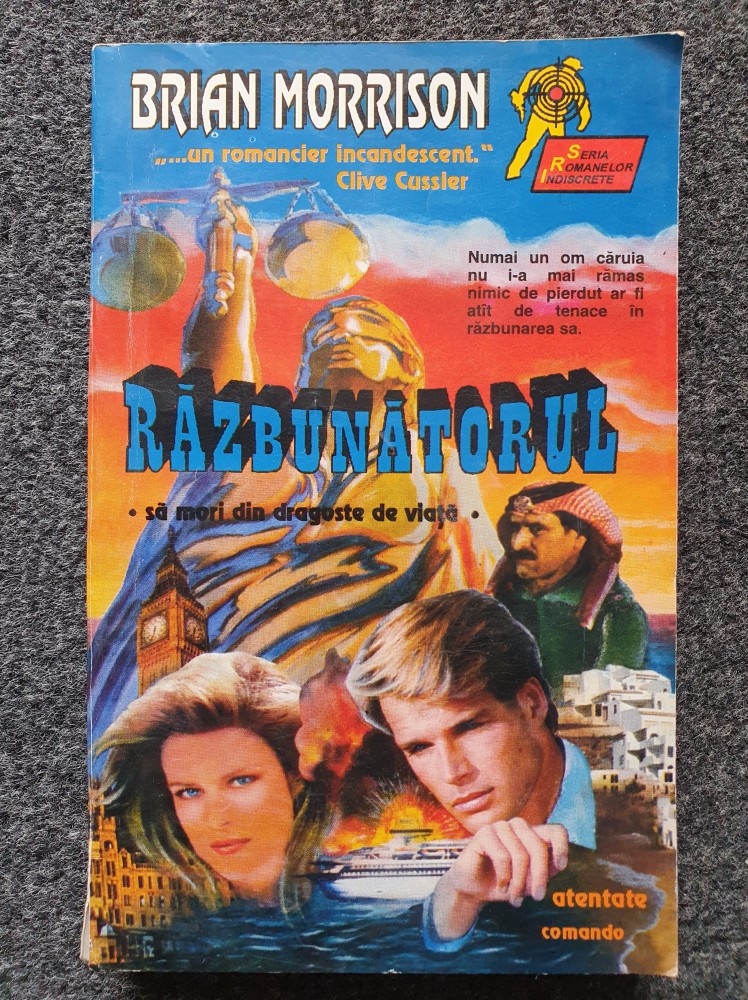 BRIAN MORRISON
„...un romancier incandescent."
Clive Cussler
SERIA
ROMANELOR
INDISCRETE
Numai un om căruia
nu i-a mai rămas
nimic de pierdut ar fi
atît de tenace în
răzbunarea sa.
RĂZBUNĂTORUL
• să mori din dragoste de viață •
atentate
comando